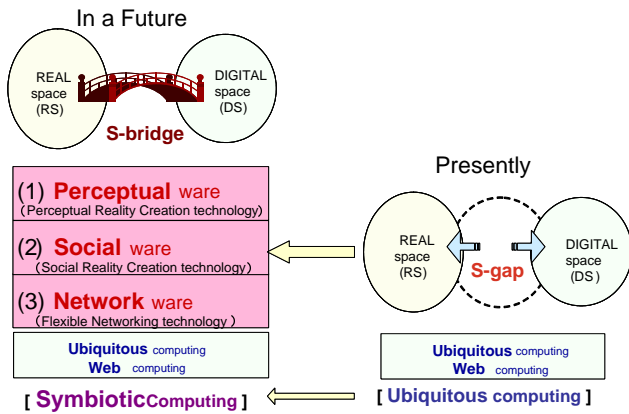 In a Future
REAL
space
(RS)
DIGITAL
space
(DS)
S-bridge
(1) Perceptual ware
(Perceptual Reality Creation technology)
(2) Social ware
(Social Reality Creation technology)
(3) Network ware
(Flexible Networking technology )
Ubiquitous computing
Web computing
[ SymbioticComputing ]
Presently
REAL
space
(RS)
S-gap
DIGITAL
space
(DS)
Ubiquitous computing
Web computing
[ Ubiquitous computing ]